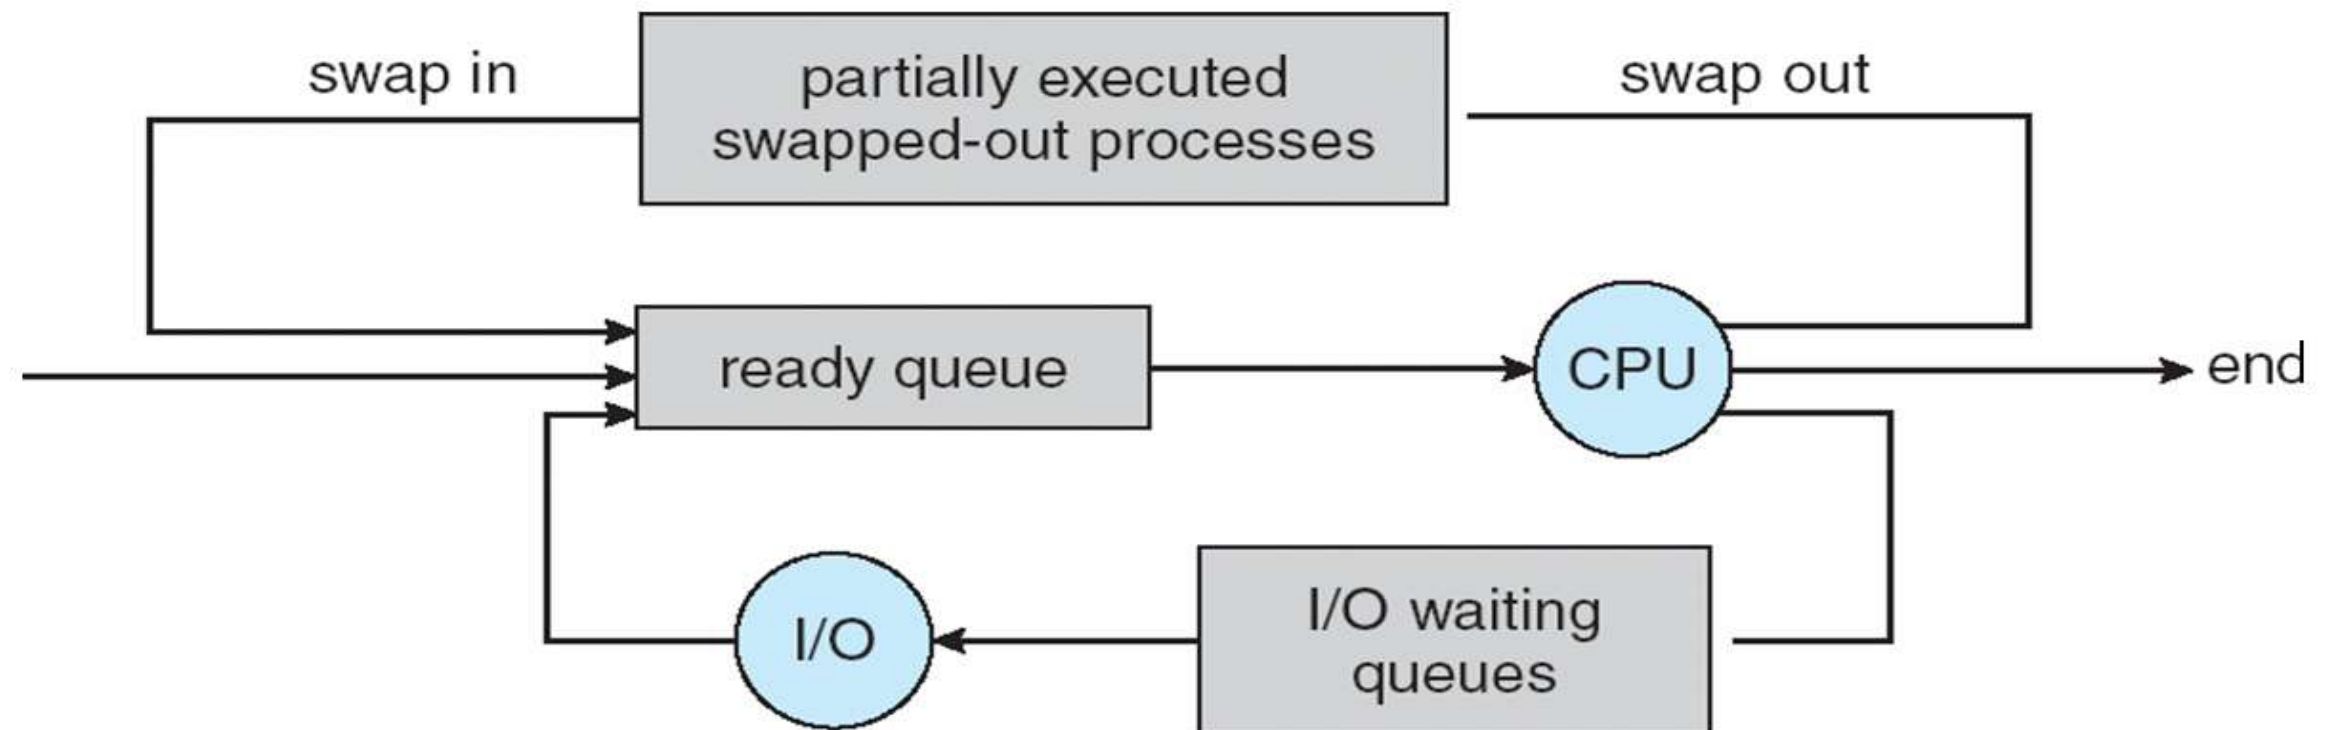 swap in
partially executed
swapped-out processes
swap out
ready queue
CPU
end
I/O
I/O waiting
queues